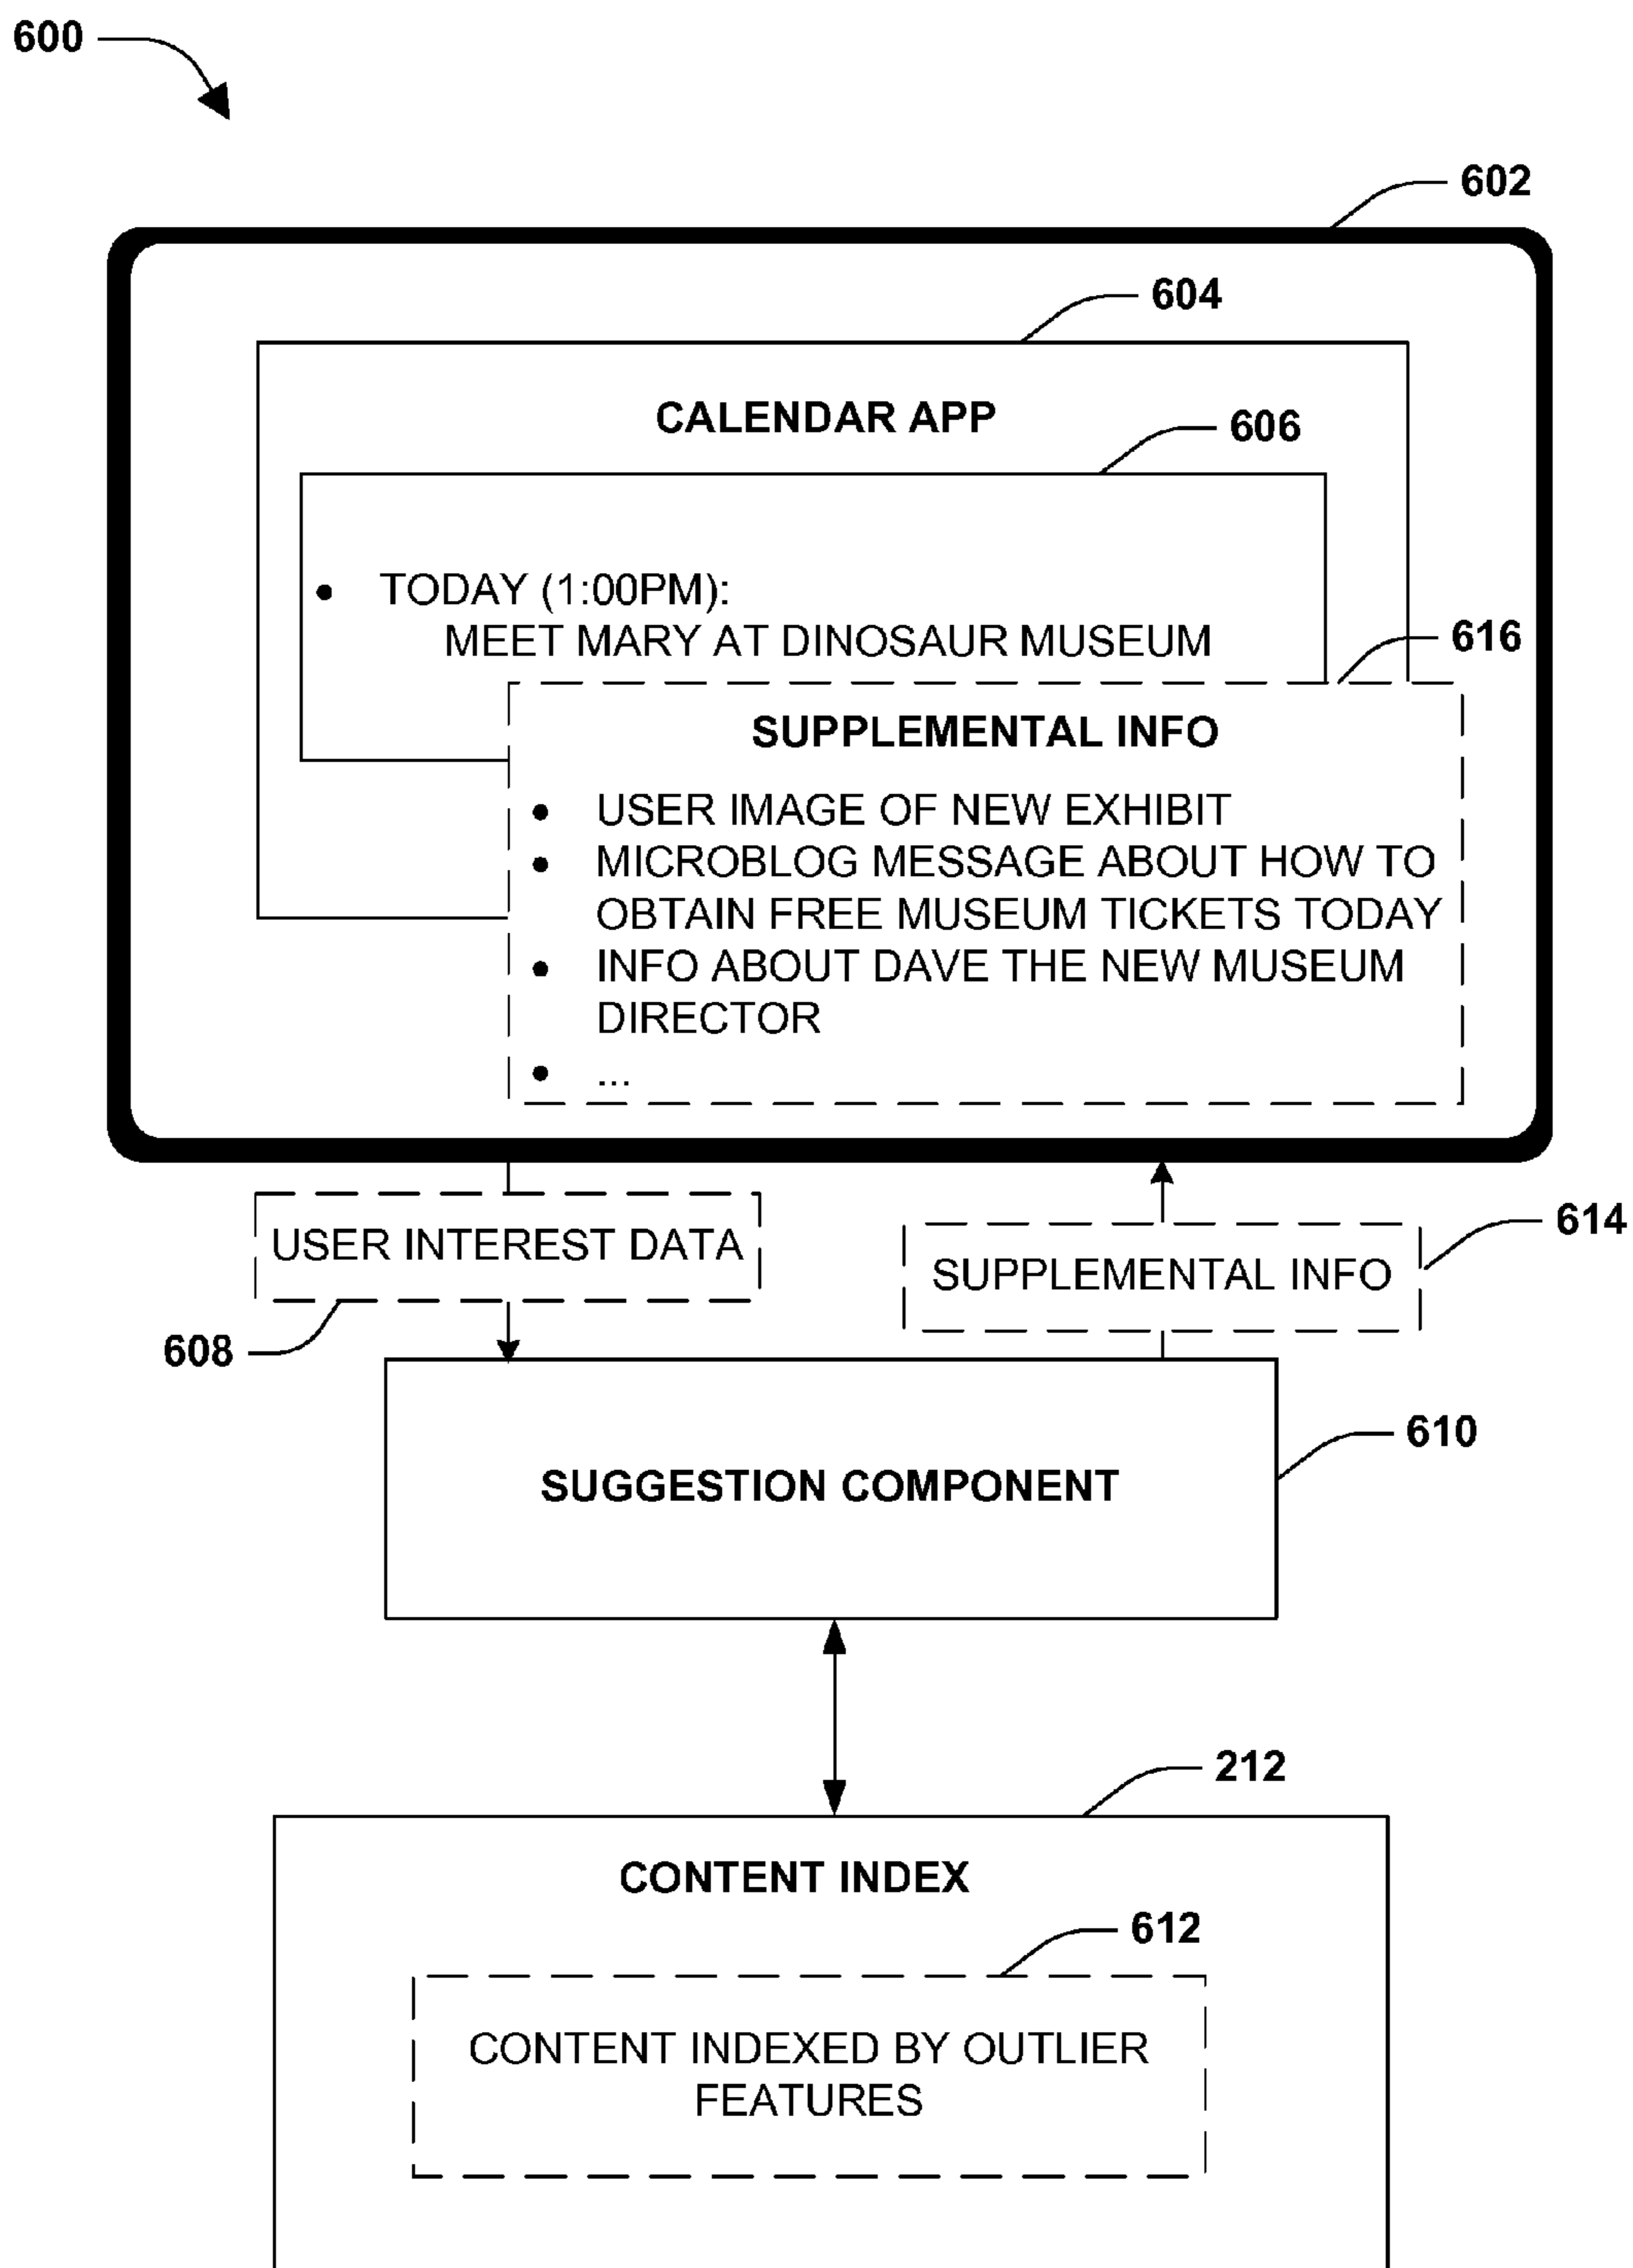 600
602
604
CALENDAR APP
606
• TODAY (1:00PM):
MEET MARY AT DINOSAUR MUSEUM
616
SUPPLEMENTAL INFO
• USER IMAGE OF NEW EXHIBIT
• MICROBLOG MESSAGE ABOUT HOW TO
OBTAIN FREE MUSEUM TICKETS TODAY
• INFO ABOUT DAVE THE NEW MUSEUM
DIRECTOR
• ...
USER INTEREST DATA
614
SUPPLEMENTAL INFO
608
610
SUGGESTION COMPONENT
212
CONTENT INDEX
612
CONTENT INDEXED BY OUTLIER
FEATURES